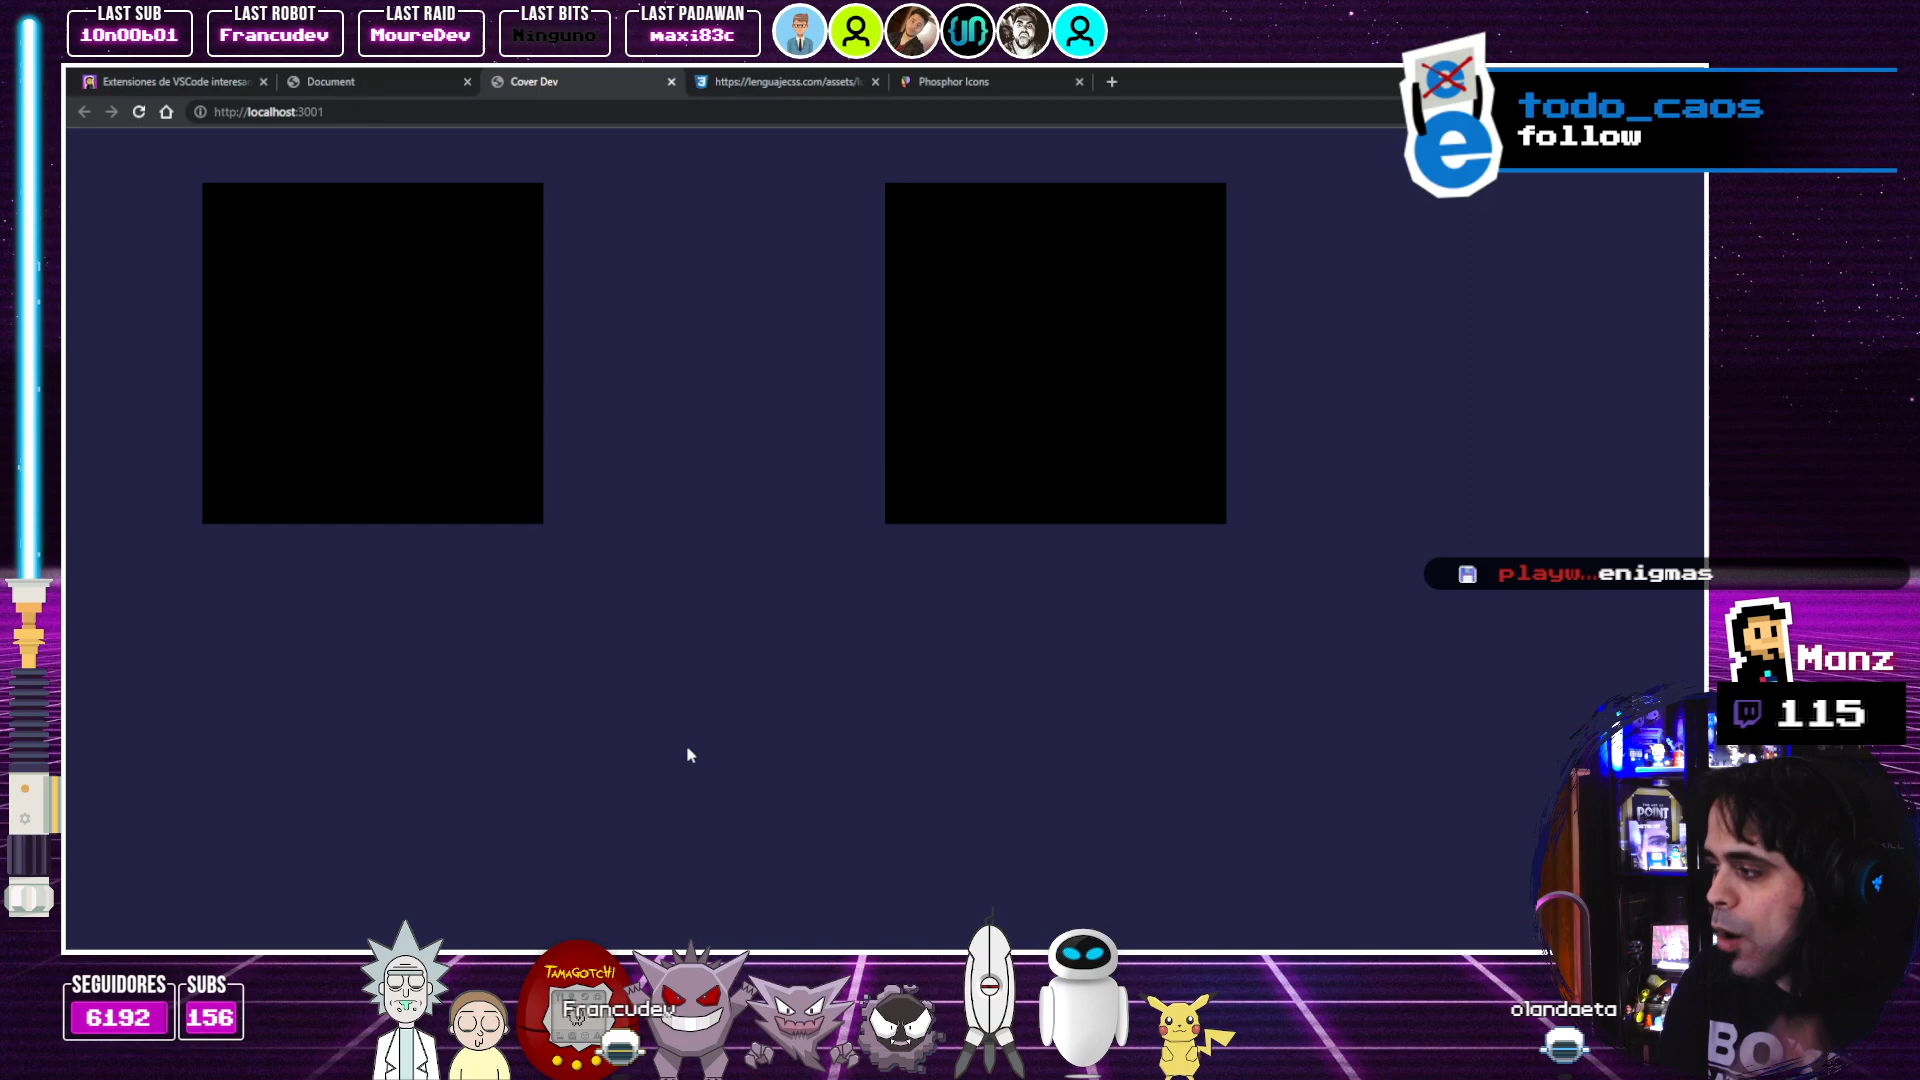 LAST SUB
10n00b01
LAST ROBOT
Francudev
LAST RAID
MoureDev
LAST BITS
Ninguno
LAST PADAWAN
maxi83c
Extensiones de VSCode interesa
Document
Cover Dev
https://lenguajecss.com/assets/
Phosphor Icons
http://localhost:3001
todo_caos
follow
playw...enigmas
Manz
115
POINT
SEGUIDORES
6192
SUBS
156
TAMAGOTCHI
Francudev
olandaeta